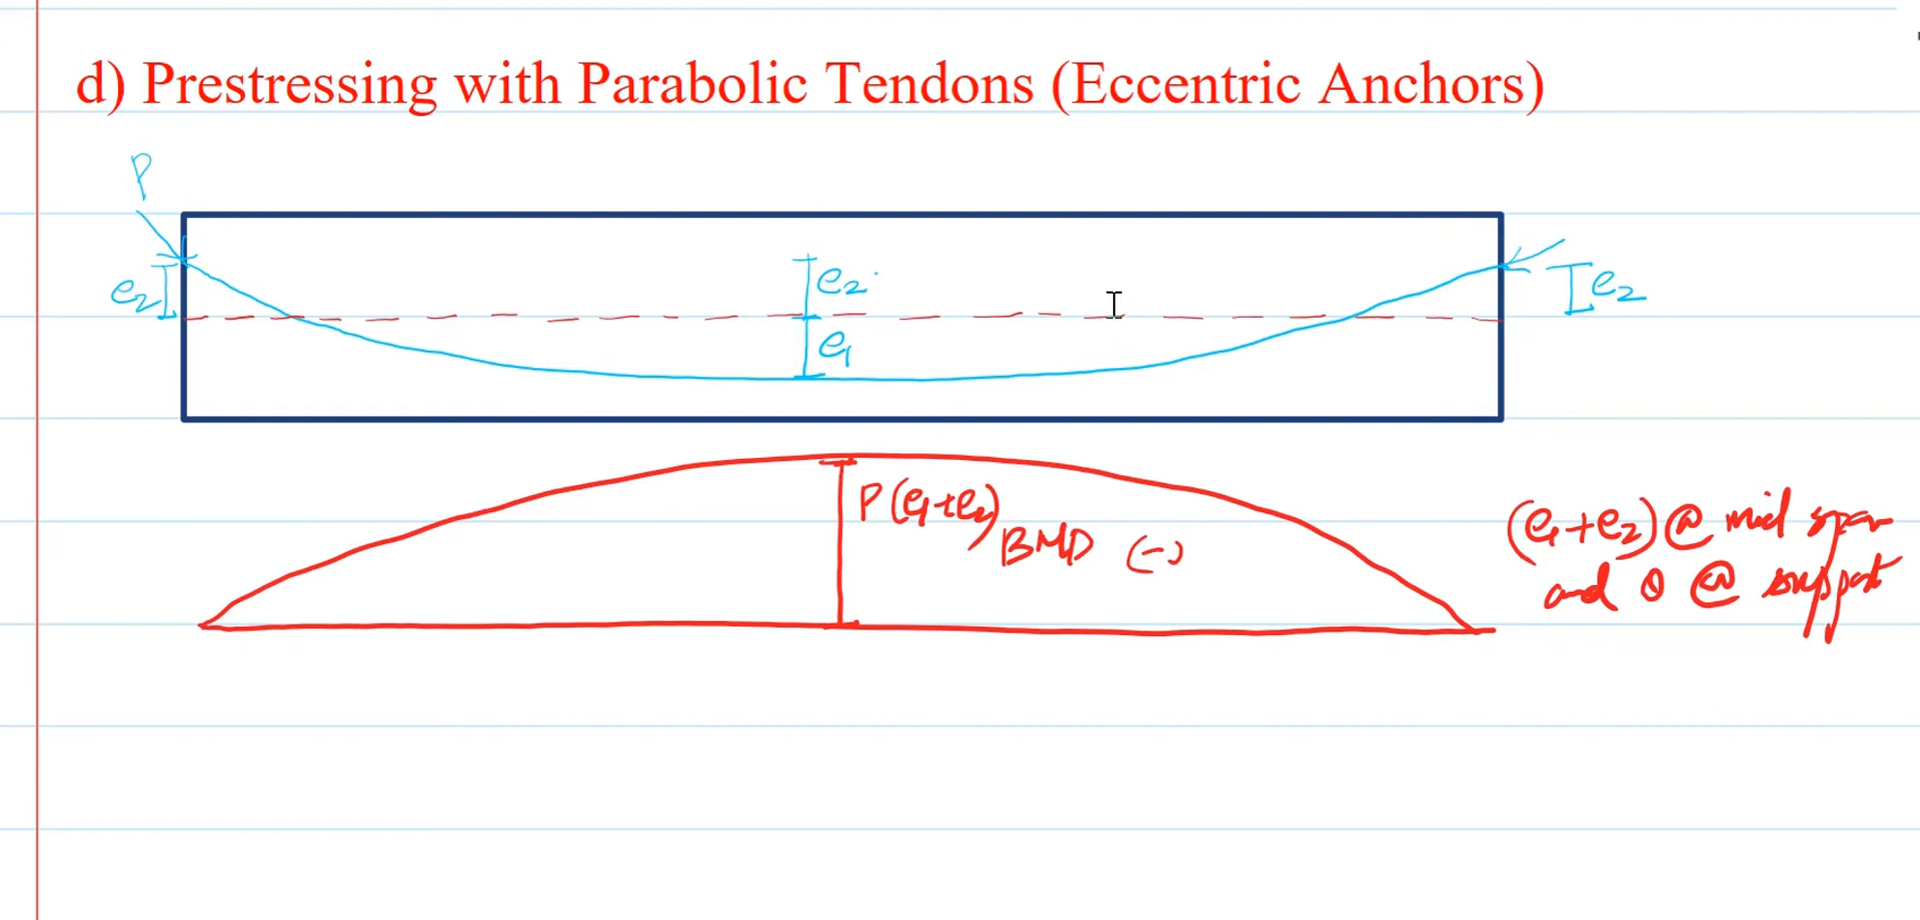 d) Prestressing with Parabolic Tendons (Eccentric Anchors)
P
e2
e2
e2
e1
P(e1+e2)
BMD (-)
(e1+e2) @ mid span
and 0 @ support